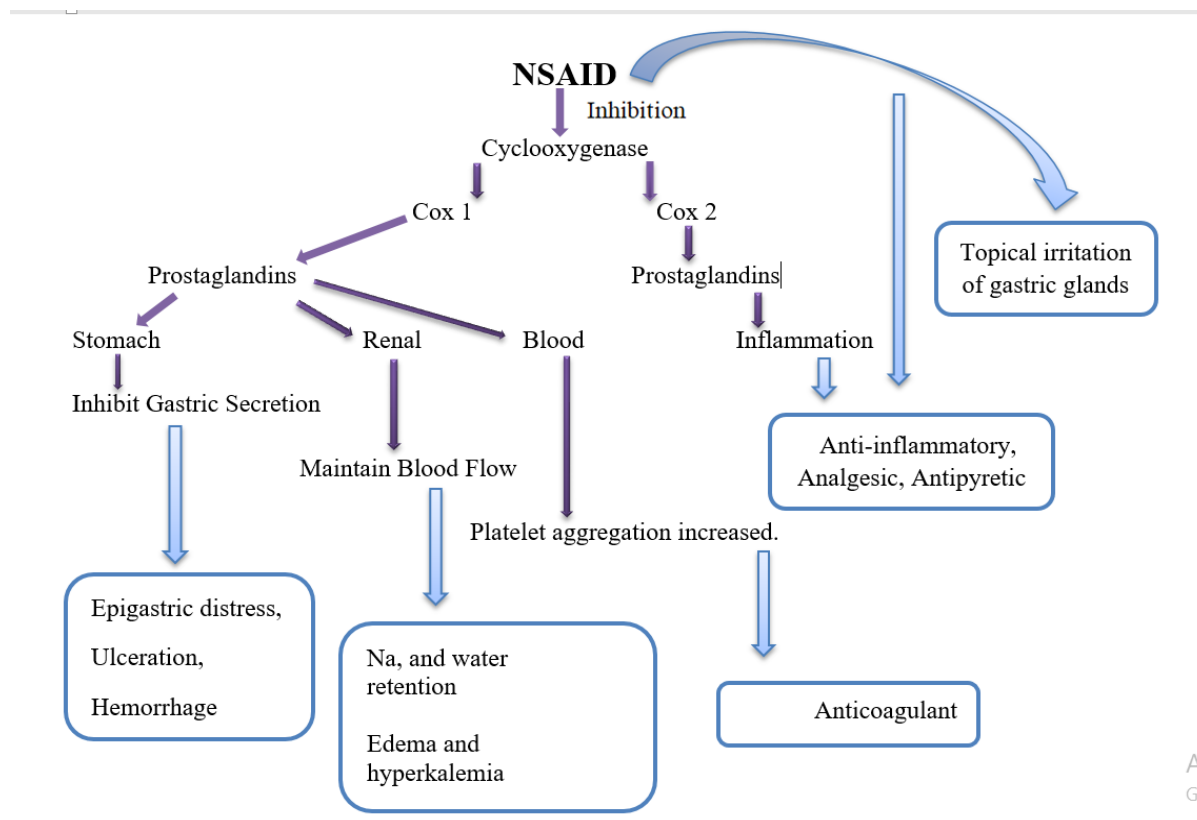 NSAID
Inhibition
Cyclooxygenase
Cox 1
Cox 2
Prostaglandins
Prostaglandins
Topical irritation
of gastric glands
Stomach
Renal
Blood
Inflammation
Inhibit Gastric Secretion
Maintain Blood Flow
Anti-inflammatory,
Analgesic, Antipyretic
Platelet aggregation increased.
Epigastric distress,
Ulceration,
Hemorrhage
Na, and water
retention
Edema and
hyperkalemia
Anticoagulant
A
G